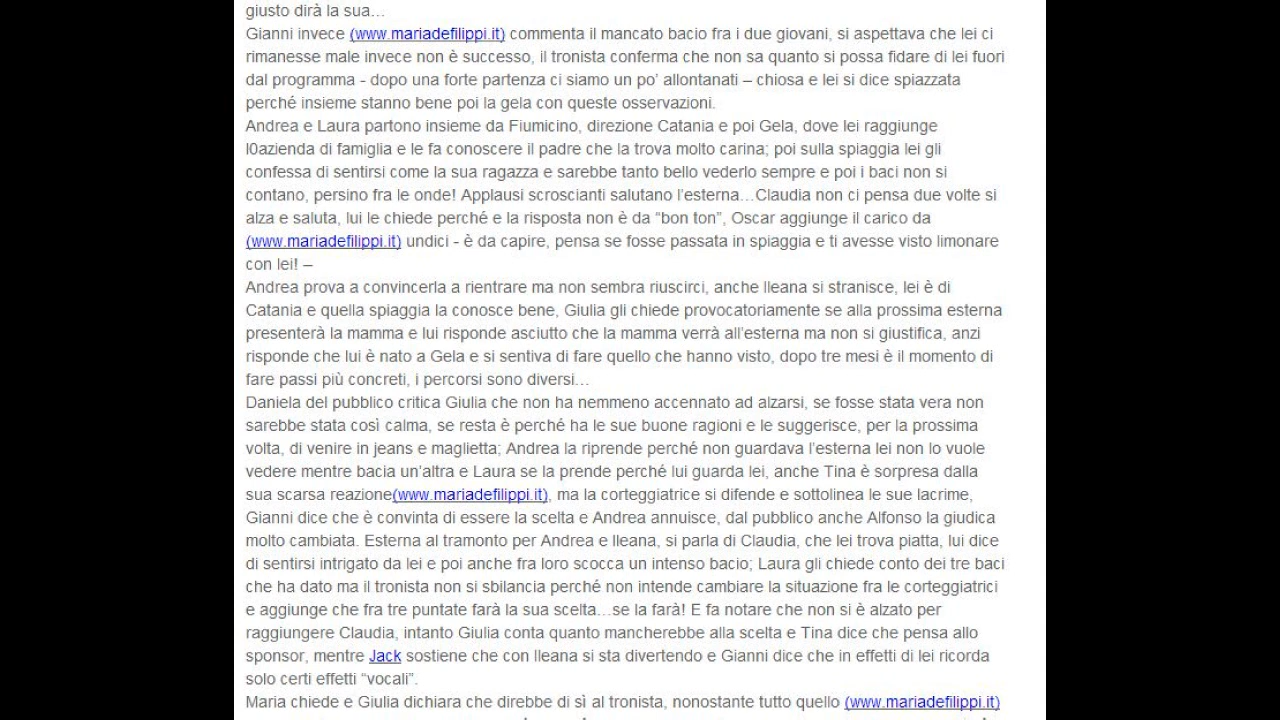 giusto dirà la sua…
Gianni invece (www.mariadefilippi.it) commenta il mancato bacio fra i due giovani, si aspettava che lei ci
rimanesse male invece non è successo, il tronista conferma che non sa quanto si possa fidare di lei fuori
dal programma - dopo una forte partenza ci siamo un po’ allontanati – chiosa e lei si dice spiazzata
perché insieme stanno bene poi la gela con queste osservazioni.
Andrea e Laura partono insieme da Fiumicino, direzione Catania e poi Gela, dove lei raggiunge
l0azienda di famiglia e le fa conoscere il padre che la trova molto carina; poi sulla spiaggia lei gli
confessa di sentirsi come la sua ragazza e sarebbe tanto bello vederlo sempre e poi i baci non si
contano, persino fra le onde! Applausi scroscianti salutano l’esterna…Claudia non ci pensa due volte si
alza e saluta, lui le chiede perché e la risposta non è da “bon ton”, Oscar aggiunge il carico da
(www.mariadefilippi.it) undici - è da capire, pensa se fosse passata in spiaggia e ti avesse visto limonare
con lei! –
Andrea prova a convincerla a rientrare ma non sembra riuscirci, anche Ileana si stranisce, lei è di
Catania e quella spiaggia la conosce bene, Giulia gli chiede provocatoriamente se alla prossima esterna
presenterà la mamma e lui risponde asciutto che la mamma verrà all’esterna ma non si giustifica, anzi
risponde che lui è nato a Gela e si sentiva di fare quello che hanno visto, dopo tre mesi è il momento di
fare passi più concreti, i percorsi sono diversi…
Daniela del pubblico critica Giulia che non ha nemmeno accennato ad alzarsi, se fosse stata vera non
sarebbe stata così calma, se resta è perché ha le sue buone ragioni e le suggerisce, per la prossima
volta, di venire in jeans e maglietta; Andrea la riprende perché non guardava l’esterna lei non lo vuole
vedere mentre bacia un’altra e Laura se la prende perché lui guarda lei, anche Tina è sorpresa dalla
sua scarsa reazione(www.mariadefilippi.it), ma la corteggiatrice si difende e sottolinea le sue lacrime,
Gianni dice che è convinta di essere la scelta e Andrea annuisce, dal pubblico anche Alfonso la giudica
molto cambiata. Esterna al tramonto per Andrea e Ileana, si parla di Claudia, che lei trova piatta, lui dice
di sentirsi intrigato da lei e poi anche fra loro scocca un intenso bacio; Laura gli chiede conto dei tre baci
che ha dato ma il tronista non si sbilancia perché non intende cambiare la situazione fra le corteggiatrici
e aggiunge che fra tre puntate farà la sua scelta…se la farà! E fa notare che non si è alzato per
raggiungere Claudia, intanto Giulia conta quanto mancherebbe alla scelta e Tina dice che pensa allo
sponsor, mentre Jack sostiene che con Ileana si sta divertendo e Gianni dice che in effetti di lei ricorda
solo certi effetti “vocali”.
Maria chiede e Giulia dichiara che direbbe di sì al tronista, nonostante tutto quello (www.mariadefilippi.it)